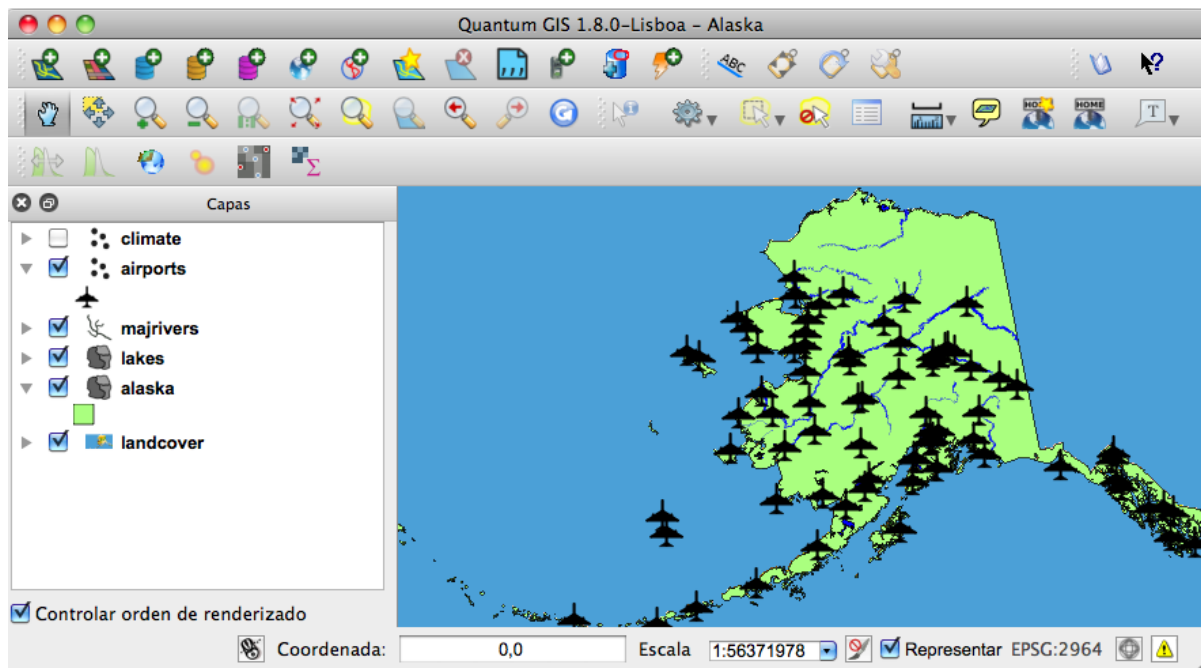 Quantum GIS 1.8.0-Lisboa - Alaska
ABC
HOME
HOME
T
Σ
Capas
climate
airports
majrivers
lakes
alaska
landcover
Controlar orden de renderizado
Coordenada: 0,0 Escala 1:56371978 Representar EPSG:2964